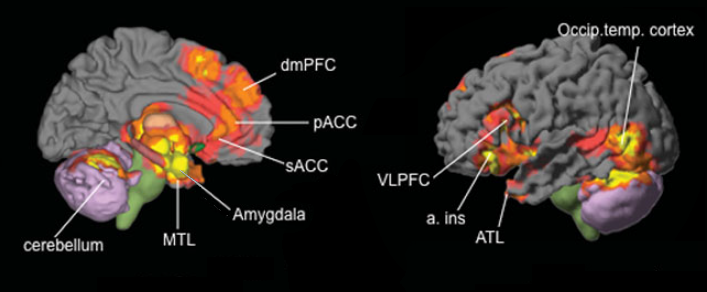 Occip.temp. cortex
dmPFC
pACC
sACC
VLPFC
Amygdala
a. ins
MTL
ATL
cerebellum